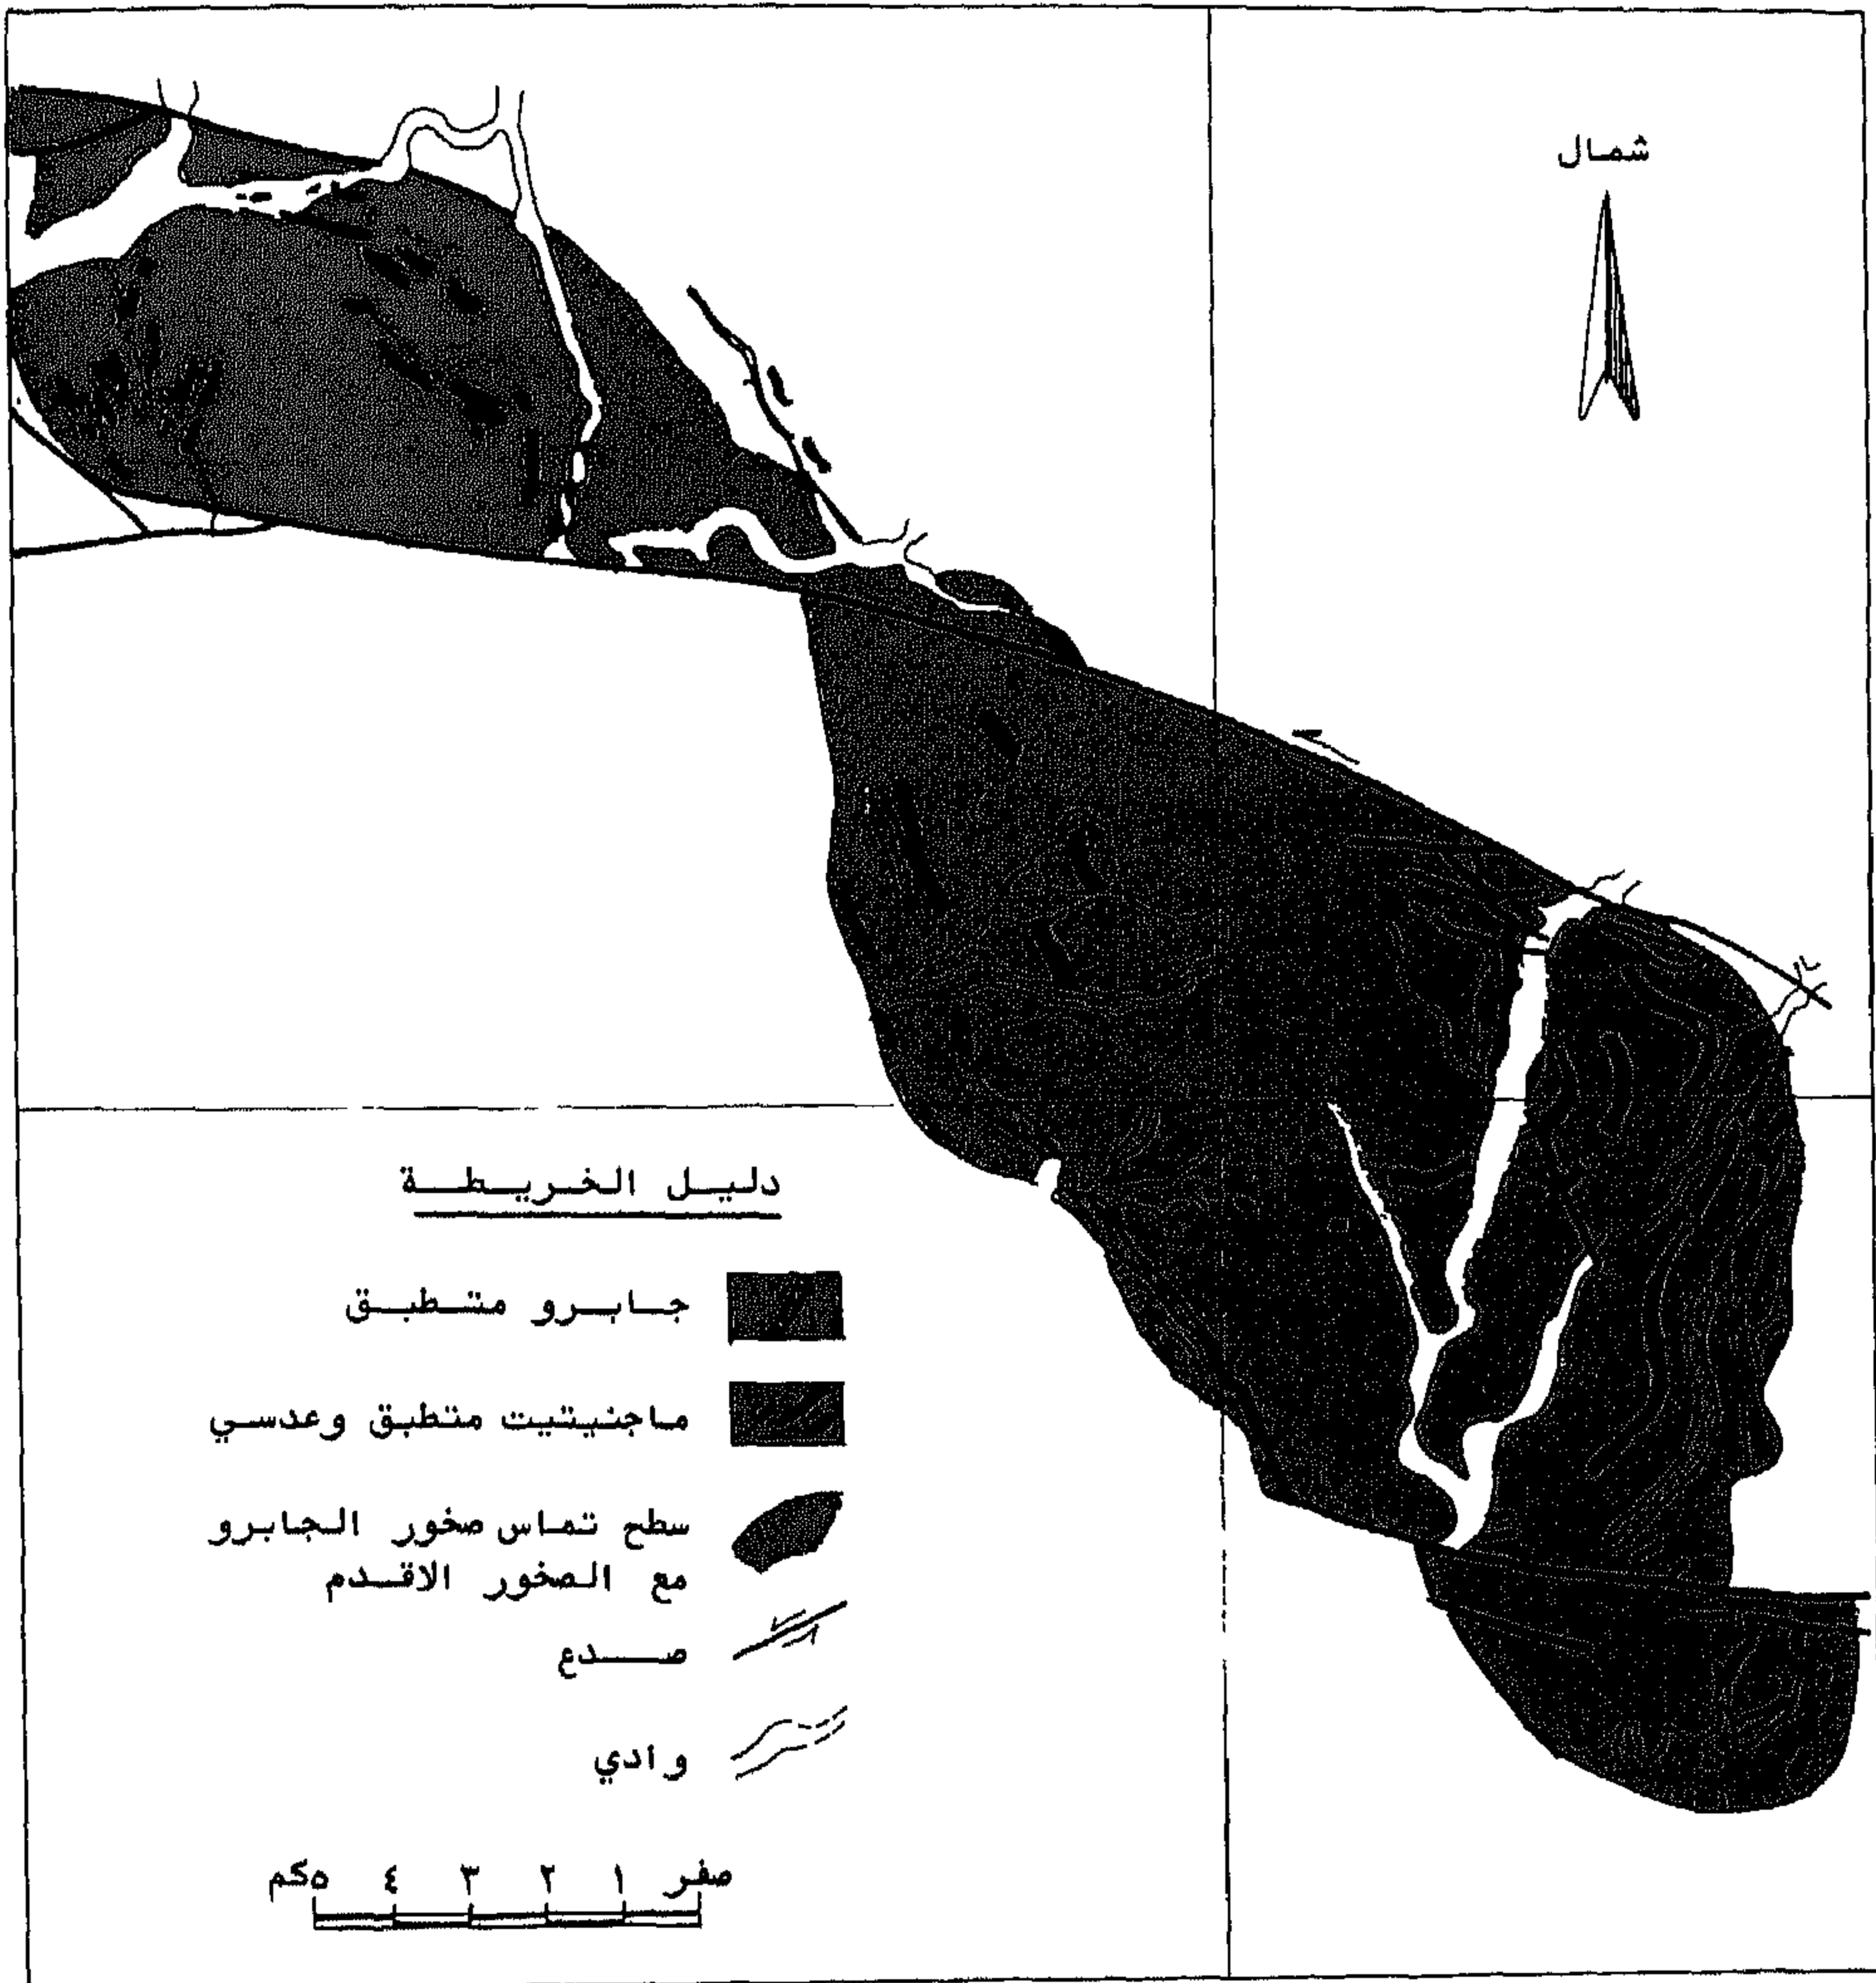 شمال
دليل الخريطة
جابرو متطبق
ماجنيتيت متطبق وعدسي
سطح تماس صخور الجابرو
مع الصخور الاقدم
صدع
وادي
صفر ١ ٢ ٣ ٤ ٥كم